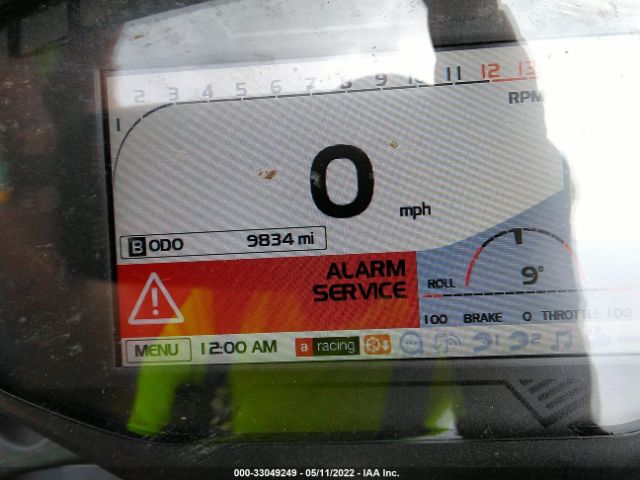 2 3 4 5 6 7 8 9 10 11 12 13
1
RPM
0 mph
B ODO 9834 mi
ALARM
SERVICE
ROLL 9°
100 BRAKE 0 THROTTLE 100
MENU 12:00 AM a racing
000-33049249 - 05/11/2022 - IAA Inc.